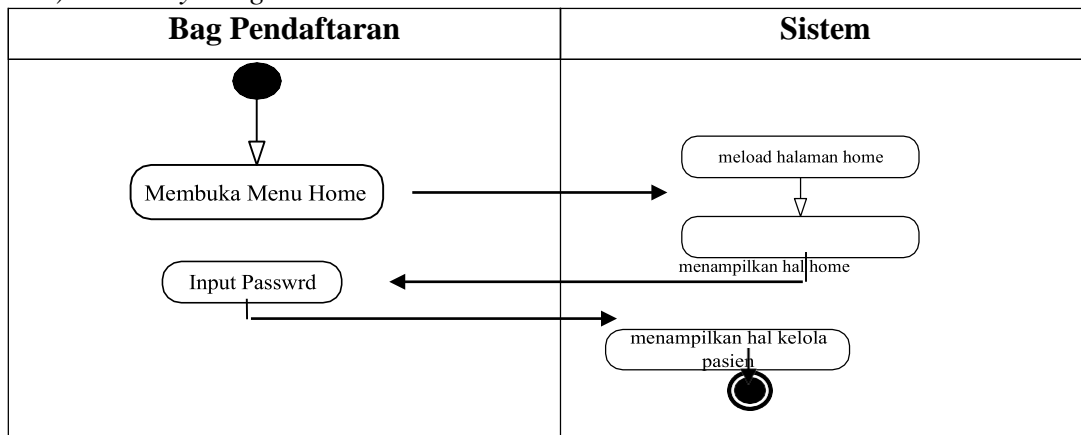 Bag Pendaftaran
Sistem
meload halaman home
Membuka Menu Home
menampilkan hal home
Input Passwrd
menampilkan hal kelola
pasien